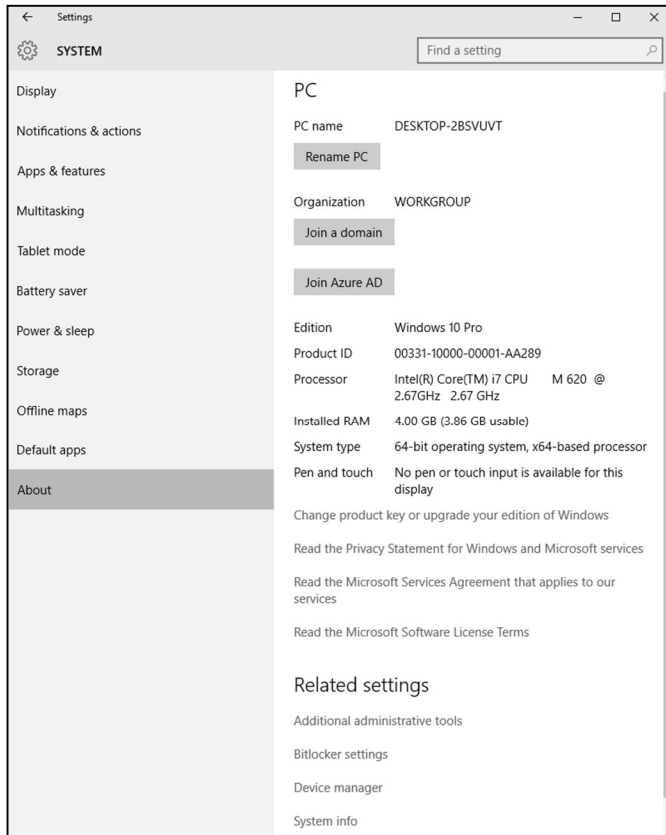 Settings
SYSTEM
Find a setting
Display
Notifications & actions
Apps & features
Multitasking
Tablet mode
Battery saver
Power & sleep
Storage
Offline maps
Default apps
About
PC
PC name DESKTOP-2BSVUVT
Rename PC
Organization WORKGROUP
Join a domain
Join Azure AD
Edition Windows 10 Pro
Product ID 00331-10000-00001-AA289
Processor Intel(R) Core(TM) i7 CPU M 620 @
2.67GHz 2.67 GHz
Installed RAM 4.00 GB (3.86 GB usable)
System type 64-bit operating system, x64-based processor
Pen and touch No pen or touch input is available for this
display
Change product key or upgrade your edition of Windows
Read the Privacy Statement for Windows and Microsoft services
Read the Microsoft Services Agreement that applies to our
services
Read the Microsoft Software License Terms
Related settings
Additional administrative tools
Bitlocker settings
Device manager
System info